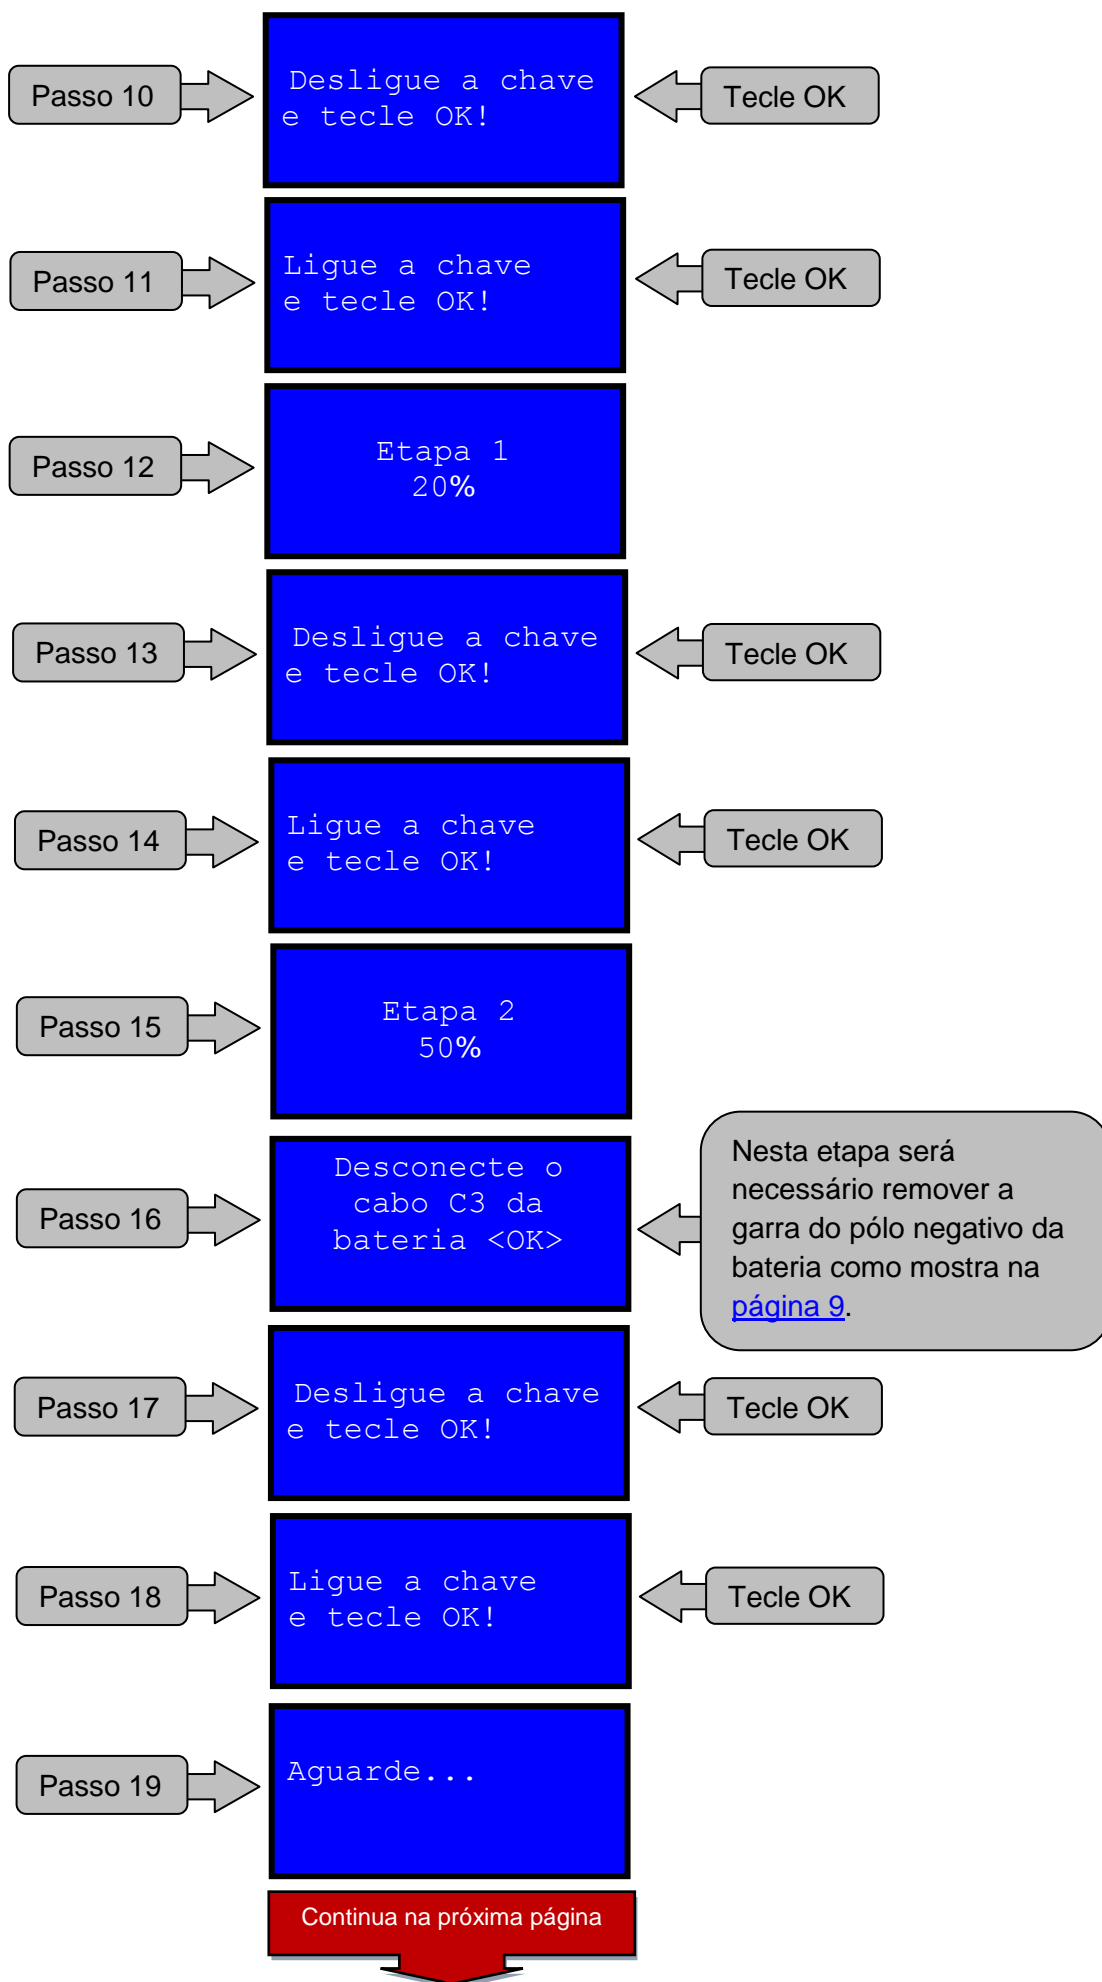 Passo 10
Desligue a chave
e tecle OK!
Tecle OK
Passo 11
Ligue a chave
e tecle OK!
Tecle OK
Passo 12
Etapa 1
20%
Passo 13
Desligue a chave
e tecle OK!
Tecle OK
Passo 14
Ligue a chave
e tecle OK!
Tecle OK
Passo 15
Etapa 2
50%
Passo 16
Desconecte o
cabo C3 da
bateria <OK>
Nesta etapa será
necessário remover a
garra do pólo negativo da
bateria como mostra na
página 9.
Passo 17
Desligue a chave
e tecle OK!
Tecle OK
Passo 18
Ligue a chave
e tecle OK!
Tecle OK
Passo 19
Aguarde...
Continua na próxima página